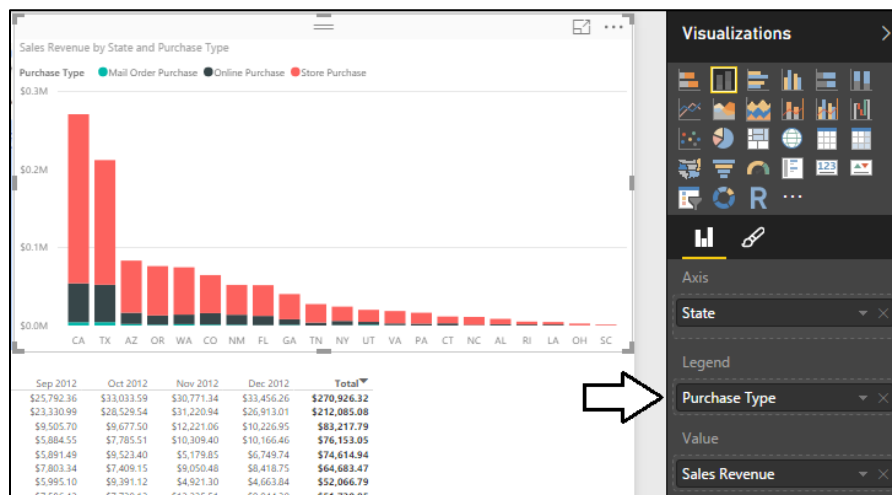 Visualizations
Sales Revenue by State and Purchase Type
Purchase Type Mail Order Purchase Online Purchase Store Purchase
$0.3M
$0.2M
$0.1M
$0.0M
CA TX AZ OR WA CO NM FL GA TN NY UT VA PA CT NC AL RI LA OH SC
Sep 2012 Oct 2012 Nov 2012 Dec 2012 Total
$25,792.36 $33,033.59 $30,771.34 $33,456.26 $270,926.32
$23,330.99 $28,529.54 $31,220.94 $26,913.01 $212,085.08
$9,505.70 $9,677.50 $12,221.06 $10,226.95 $83,217.79
$5,884.55 $7,785.51 $10,309.40 $10,166.46 $76,153.05
$5,891.49 $9,523.40 $5,179.85 $6,749.74 $74,614.94
$7,803.34 $7,409.15 $9,050.48 $8,418.75 $64,683.47
$5,995.10 $9,391.12 $4,921.30 $4,663.84 $52,066.79
123
R
Axis
State
Legend
Purchase Type
Value
Sales Revenue